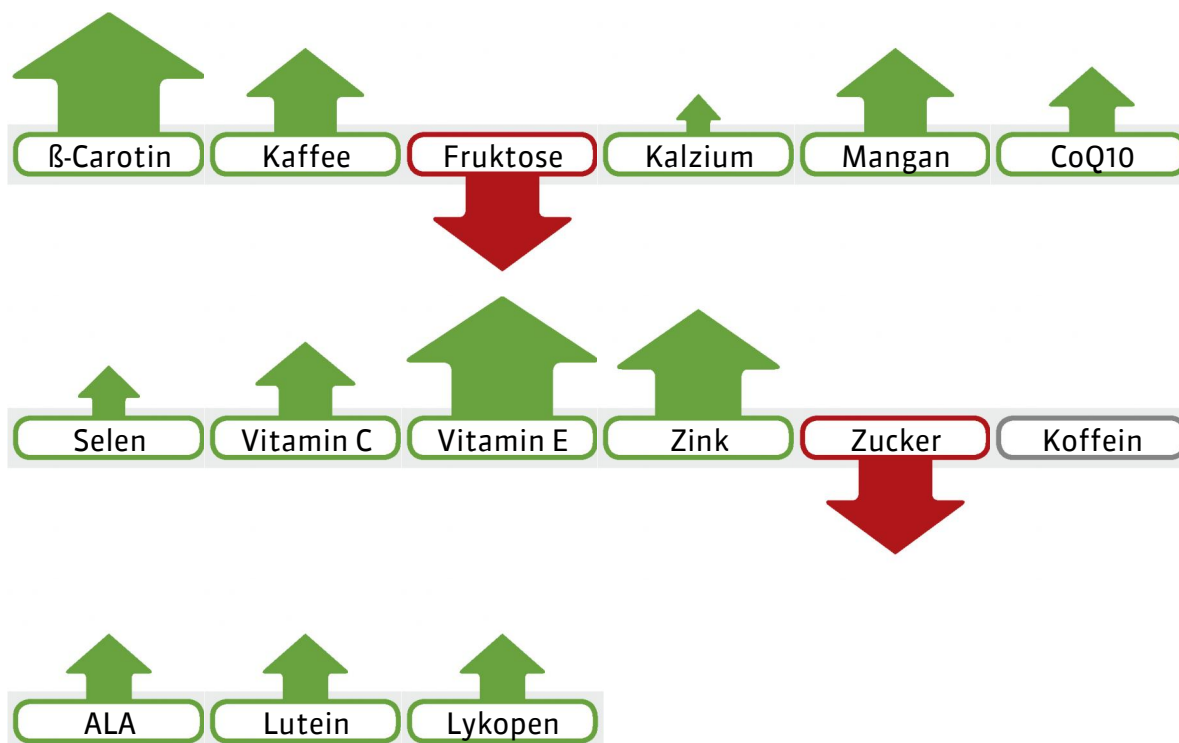 ß-Carotin Kaffee Fruktose Kalzium Mangan CoQ10
Selen Vitamin C Vitamin E Zink Zucker Koffein
ALA Lutein Lykopen